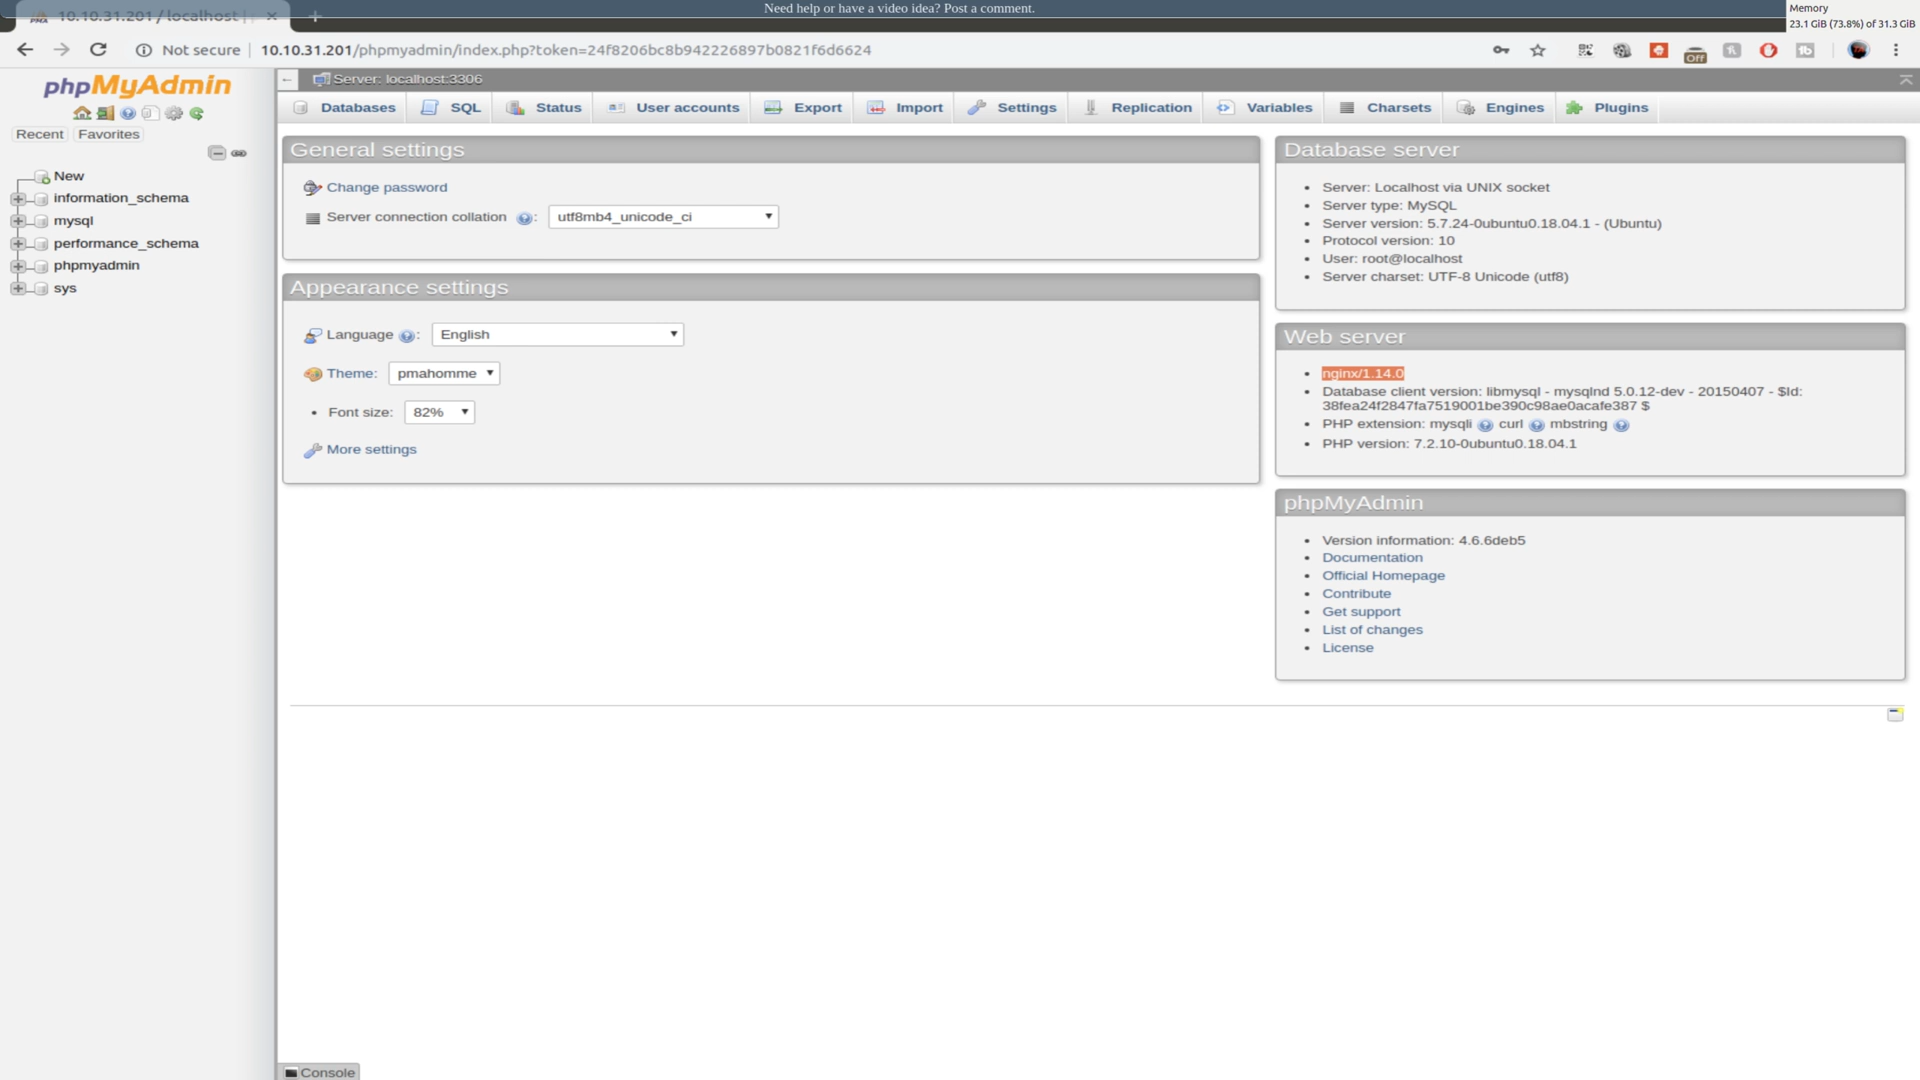 Need help or have a video idea? Post a comment.
Memory
23.1 GiB (73.8%) of 31.3 GiB
10.10.31.201 / localhost
Not secure
10.10.31.201/phpmyadmin/index.php?token=24f8206bc8b942226897b0821f6d6624
Off
phpMyAdmin
Recent
Favorites
New
information_schema
mysql
performance_schema
phpmyadmin
sys
Server: localhost:3306
Databases
SQL
Status
User accounts
Export
Import
Settings
Replication
Variables
Charsets
Engines
Plugins
General settings
Change password
Server connection collation :
utf8mb4_unicode_ci
Appearance settings
Language :
English
Theme:
pmahomme
Font size:
82%
More settings
Database server
Server: Localhost via UNIX socket
Server type: MySQL
Server version: 5.7.24-0ubuntu0.18.04.1 - (Ubuntu)
Protocol version: 10
User: root@localhost
Server charset: UTF-8 Unicode (utf8)
Web server
nginx/1.14.0
Database client version: libmysql - mysqlnd 5.0.12-dev - 20150407 - $Id:
38fea24f2847fa7519001be390c98ae0acafe387 $
PHP extension: mysqli curl mbstring
PHP version: 7.2.10-0ubuntu0.18.04.1
phpMyAdmin
Version information: 4.6.6deb5
Documentation
Official Homepage
Contribute
Get support
List of changes
License
Console